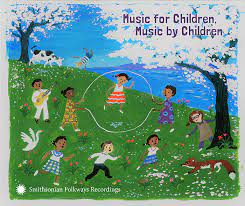 Music for Children,
Music by Children
Smithsonian Folkways Recordings